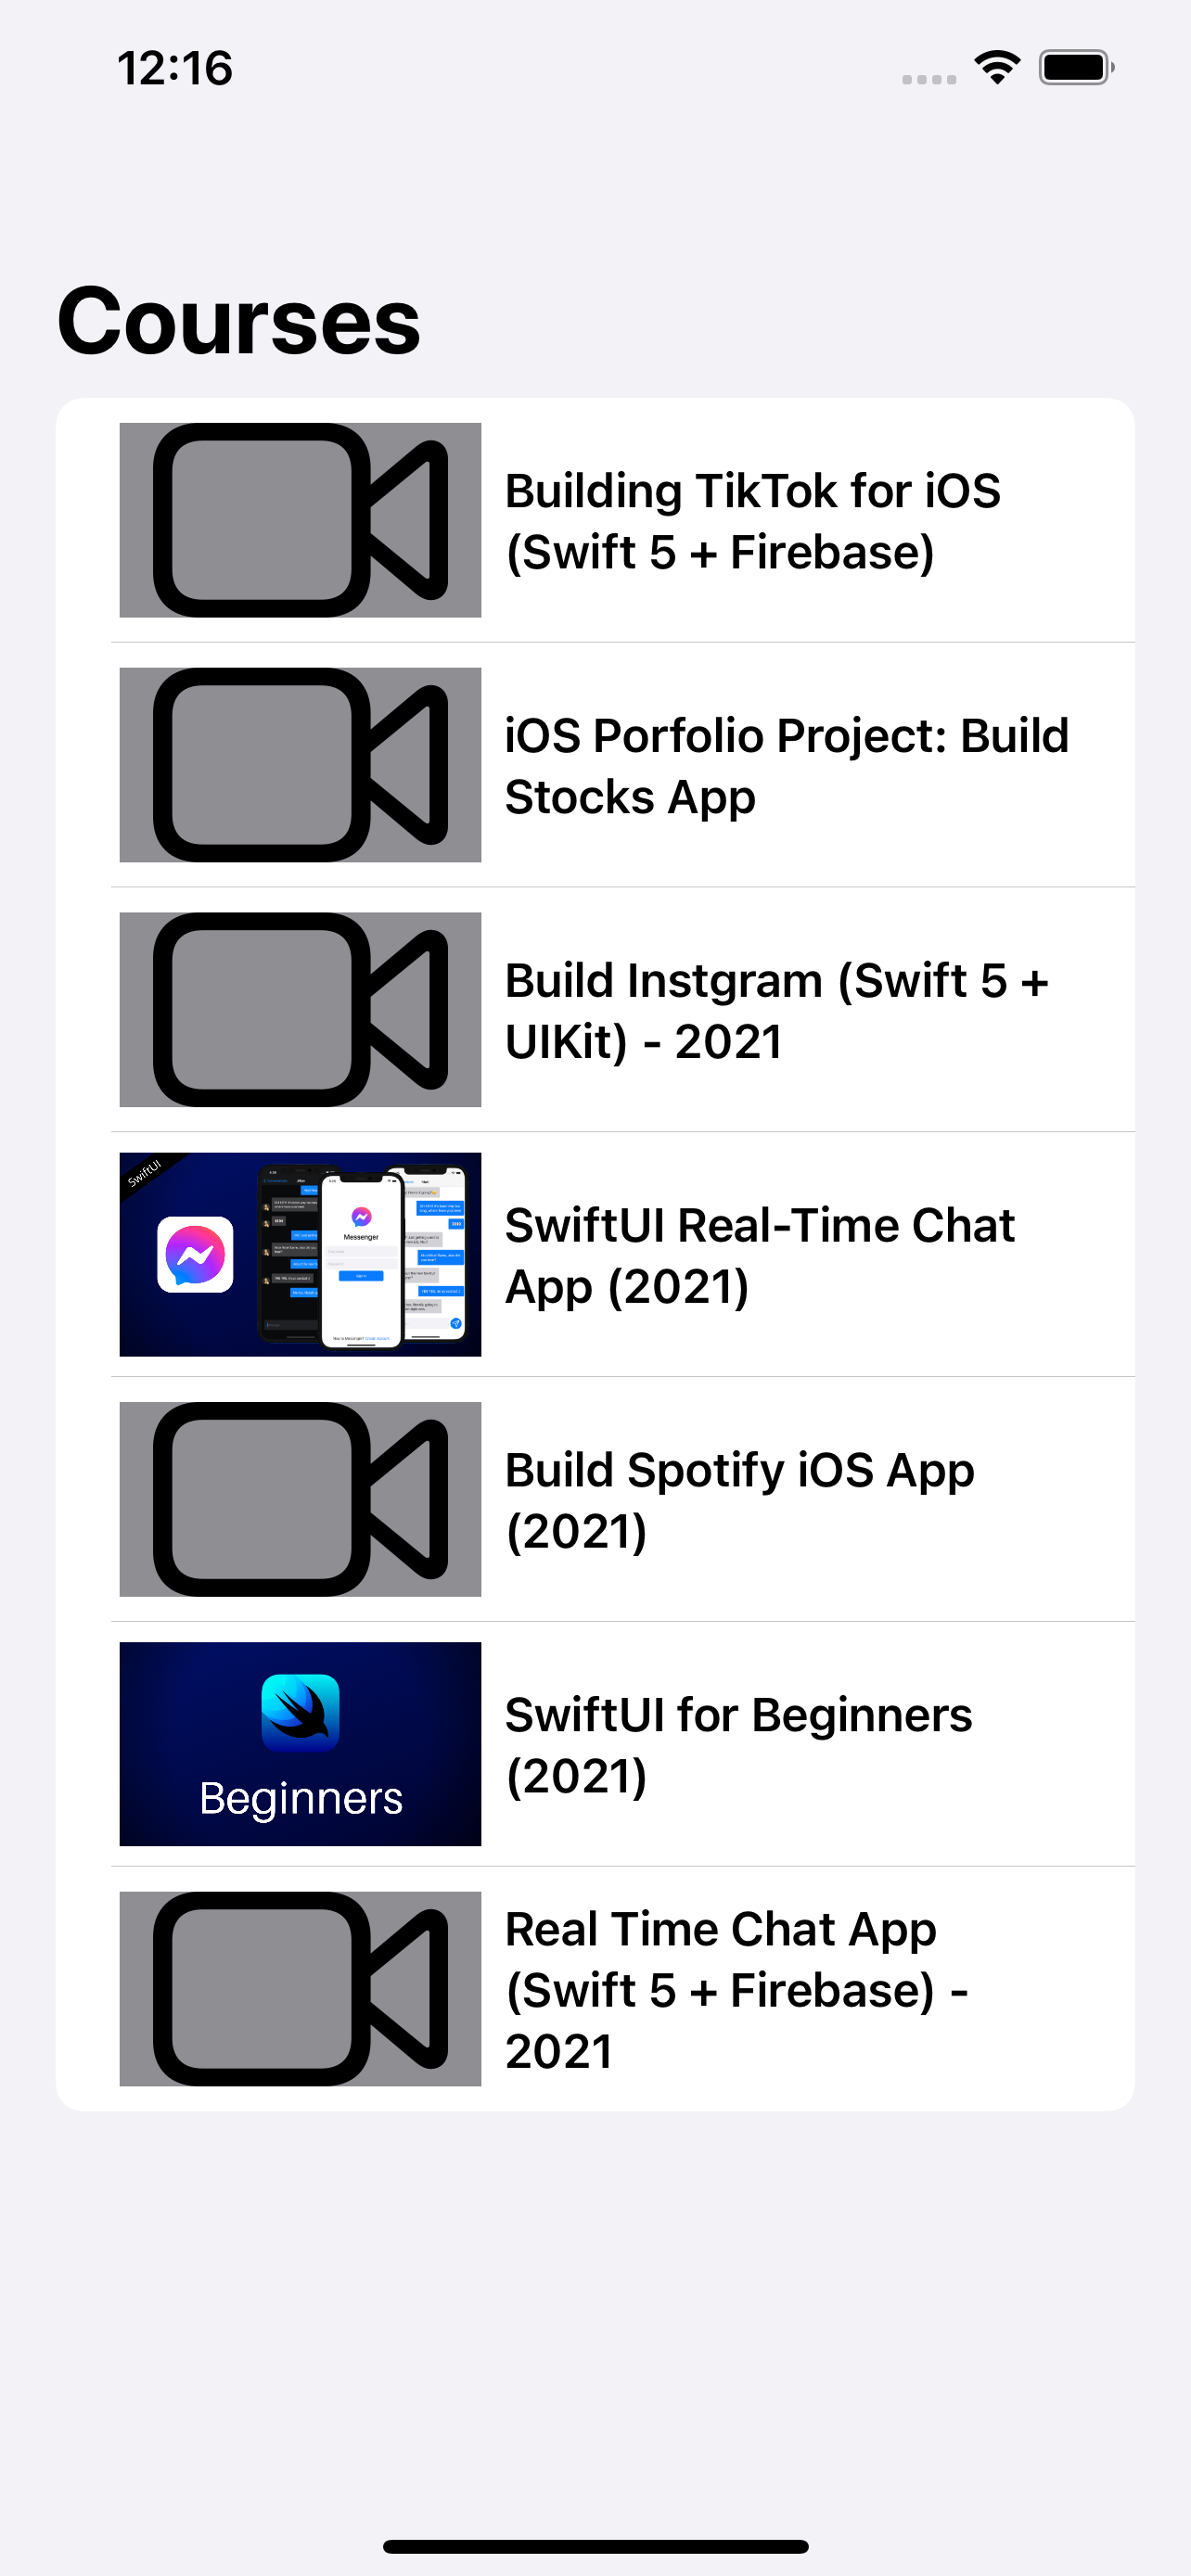 12:16
Courses
Building TikTok for iOS
(Swift 5 + Firebase)
iOS Porfolio Project: Build
Stocks App
Build Instgram (Swift 5 +
UIKit) - 2021
SwiftUI
Messenger
SwiftUI Real-Time Chat
App (2021)
Build Spotify iOS App
(2021)
Beginners
SwiftUI for Beginners
(2021)
Real Time Chat App
(Swift 5 + Firebase) -
2021